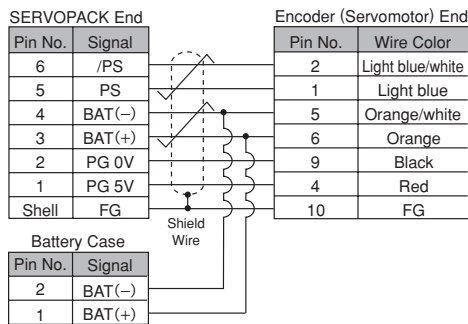 SERVOPACK End
Encoder (Servomotor) End
Pin No. Signal
Pin No. Wire Color
6 /PS
2 Light blue/white
5 PS
1 Light blue
4 BAT(−)
5 Orange/white
3 BAT(+)
6 Orange
2 PG 0V
9 Black
1 PG 5V
4 Red
Shell FG
10 FG
Shield
Wire
Battery Case
Pin No. Signal
2 BAT(−)
1 BAT(+)